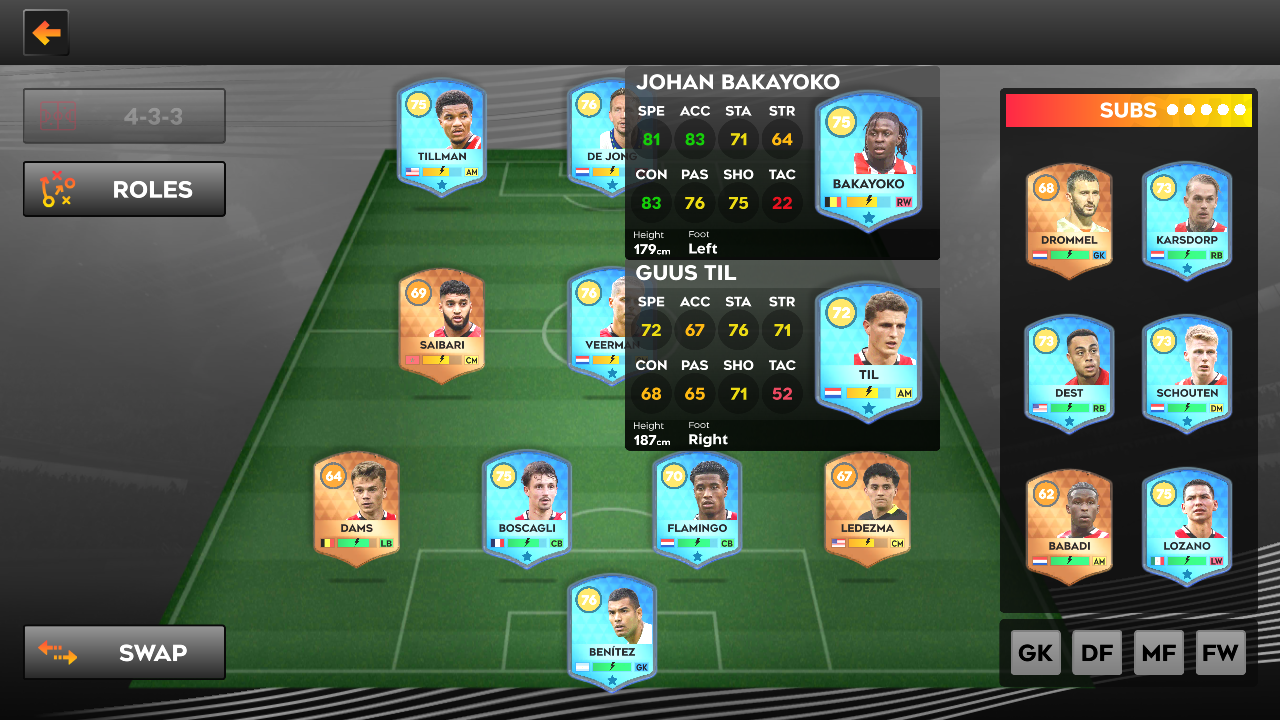 4-3-3
ROLES
SWAP
75
TILLMAN
AM
76
DE JONG
69
SAIBARI
CM
76
VEERMAN
64
DAMS
LB
75
BOSCAGLI
CB
70
FLAMINGO
CB
67
LEDEZMA
CM
76
BENÍTEZ
GK
JOHAN BAKAYOKO
SPE ACC STA STR
81 83 71 64
CON PAS SHO TAC
83 76 75 22
Height Foot
179cm Left
75
BAKAYOKO
RW
GUUS TIL
SPE ACC STA STR
72 67 76 71
CON PAS SHO TAC
68 65 71 52
Height Foot
187cm Right
72
TIL
AM
SUBS
68
DROMMEL
GK
73
KARSDORP
RB
73
DEST
RB
73
SCHOUTEN
DM
62
BABADI
AM
75
LOZANO
LW
GK DF MF FW